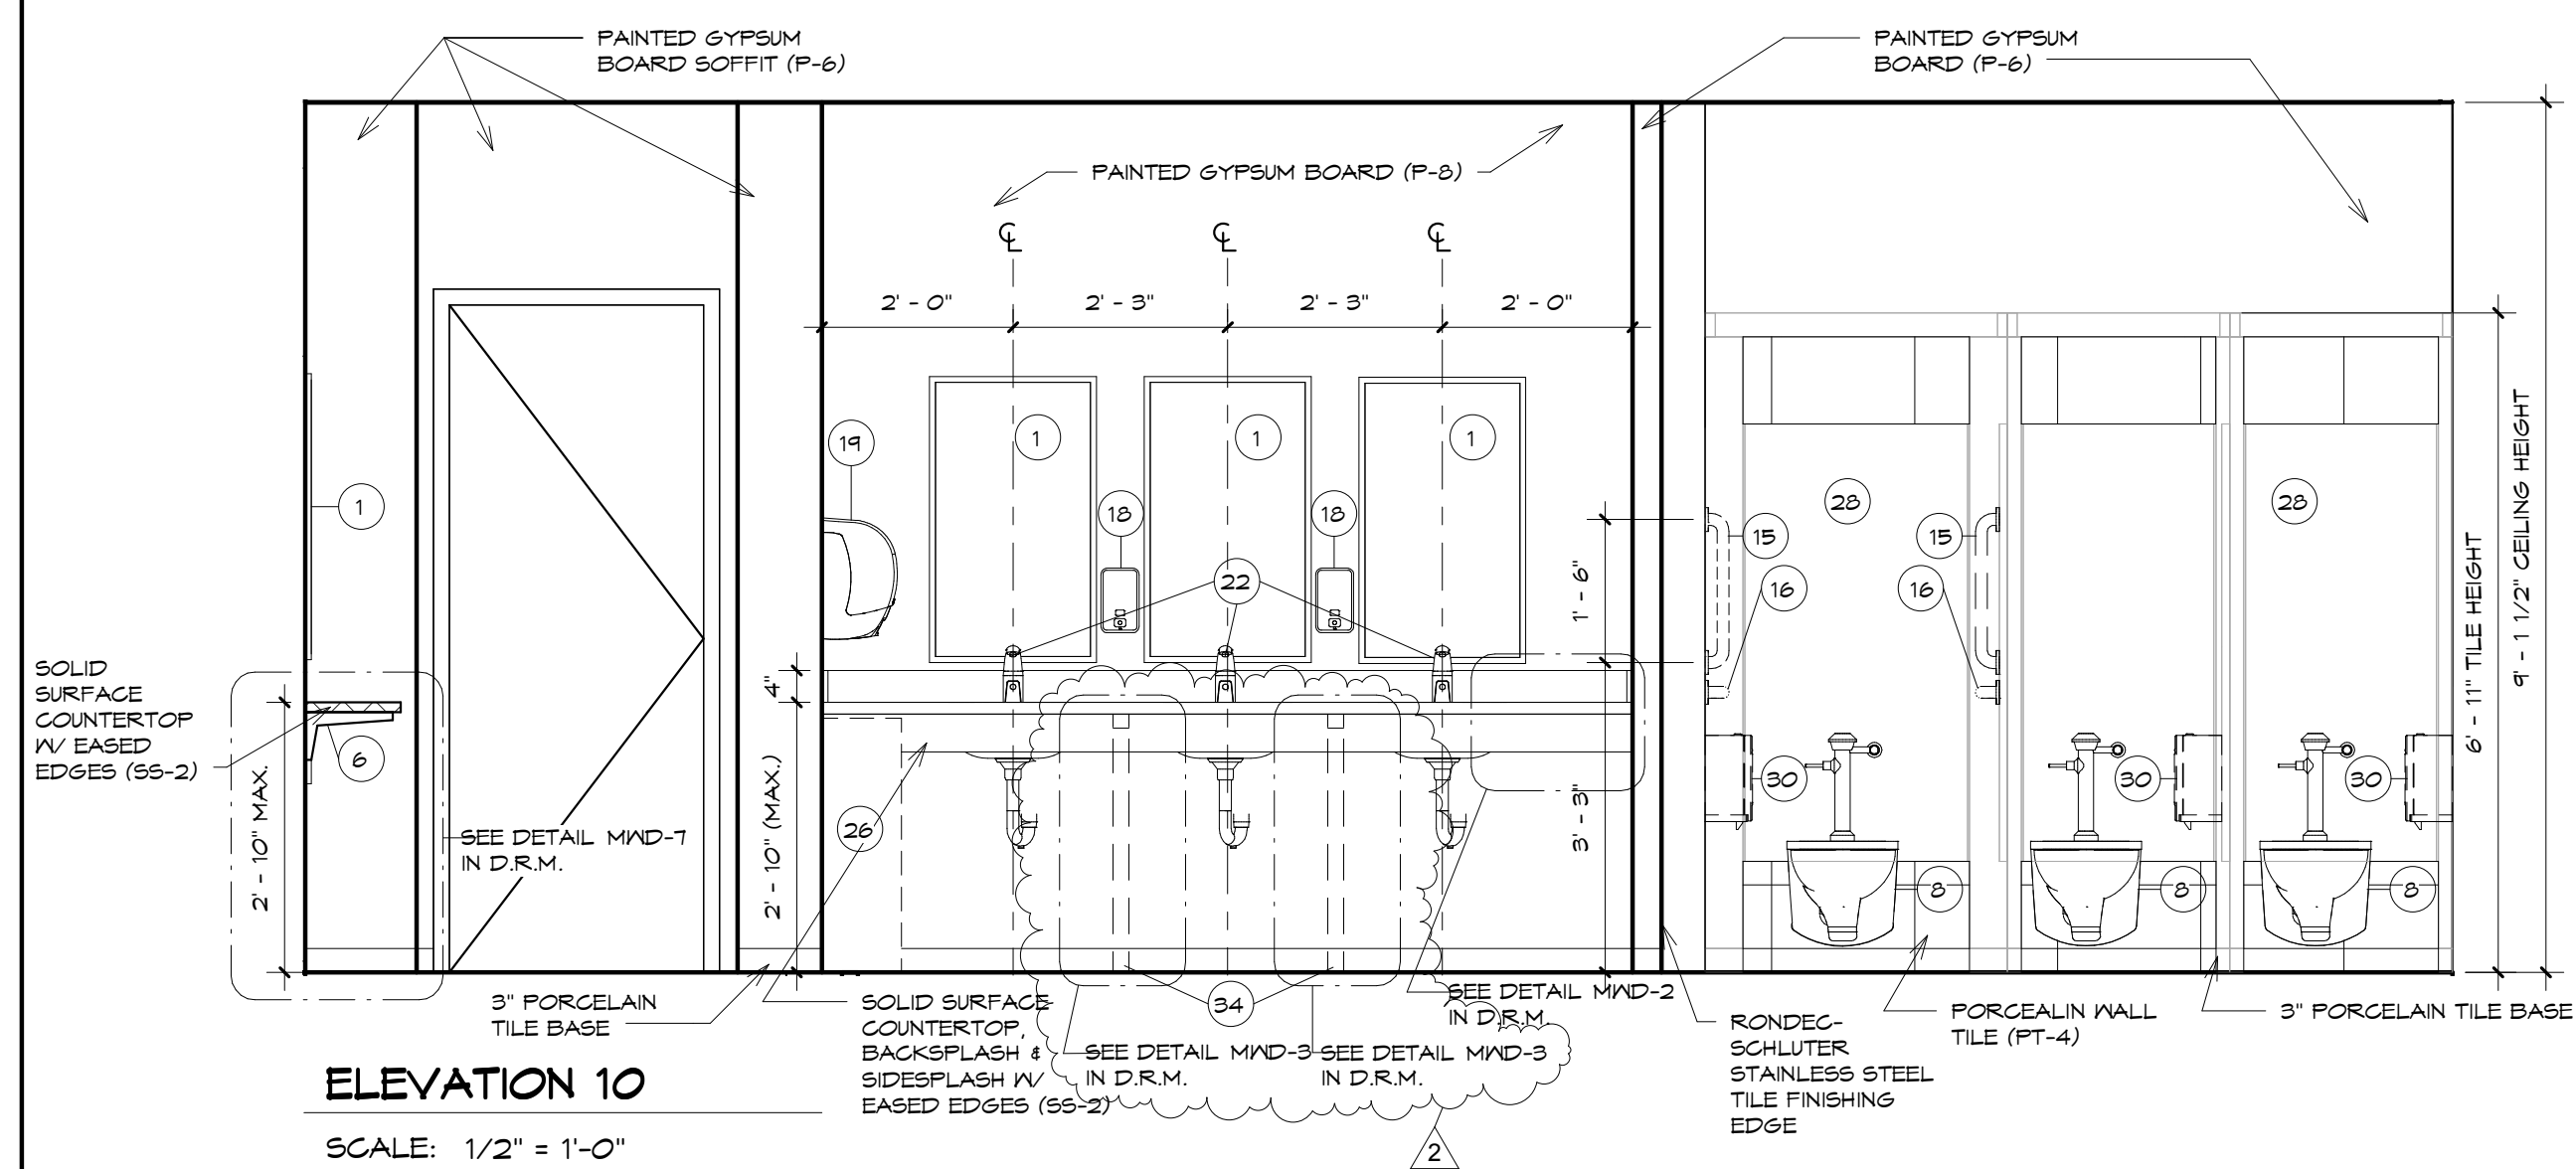 PAINTED GYPSUM
BOARD SOFFIT (P-6)
PAINTED GYPSUM
BOARD (P-6)
PAINTED GYPSUM BOARD (P-8)
℄
℄
℄
2' - 0"
2' - 3"
2' - 3"
2' - 0"
1
1
1
19
1
18
18
22
28
28
15
15
16
16
1' - 6"
6' - 11" TILE HEIGHT
9' - 1 1/2" CEILING HEIGHT
SOLID
SURFACE
COUNTERTOP
W/ EASED
EDGES (SS-2)
6
2' - 10" MAX.
SEE DETAIL MWD-7
IN D.R.M.
4"
2' - 10" (MAX.)
26
3' - 3"
30
30
30
8
8
8
34
3" PORCELAIN
TILE BASE
SOLID SURFACE
COUNTERTOP,
BACKSPLASH &
SIDESPLASH W/
EASED EDGES (SS-2)
SEE DETAIL MWD-3
IN D.R.M.
SEE DETAIL MWD-3
IN D.R.M.
SEE DETAIL MWD-2
IN D.R.M.
RONDEC-
SCHLUTER
STAINLESS STEEL
TILE FINISHING
EDGE
PORCEALIN WALL
TILE (PT-4)
3" PORCELAIN TILE BASE
2
ELEVATION 10
SCALE: 1/2" = 1'-0"